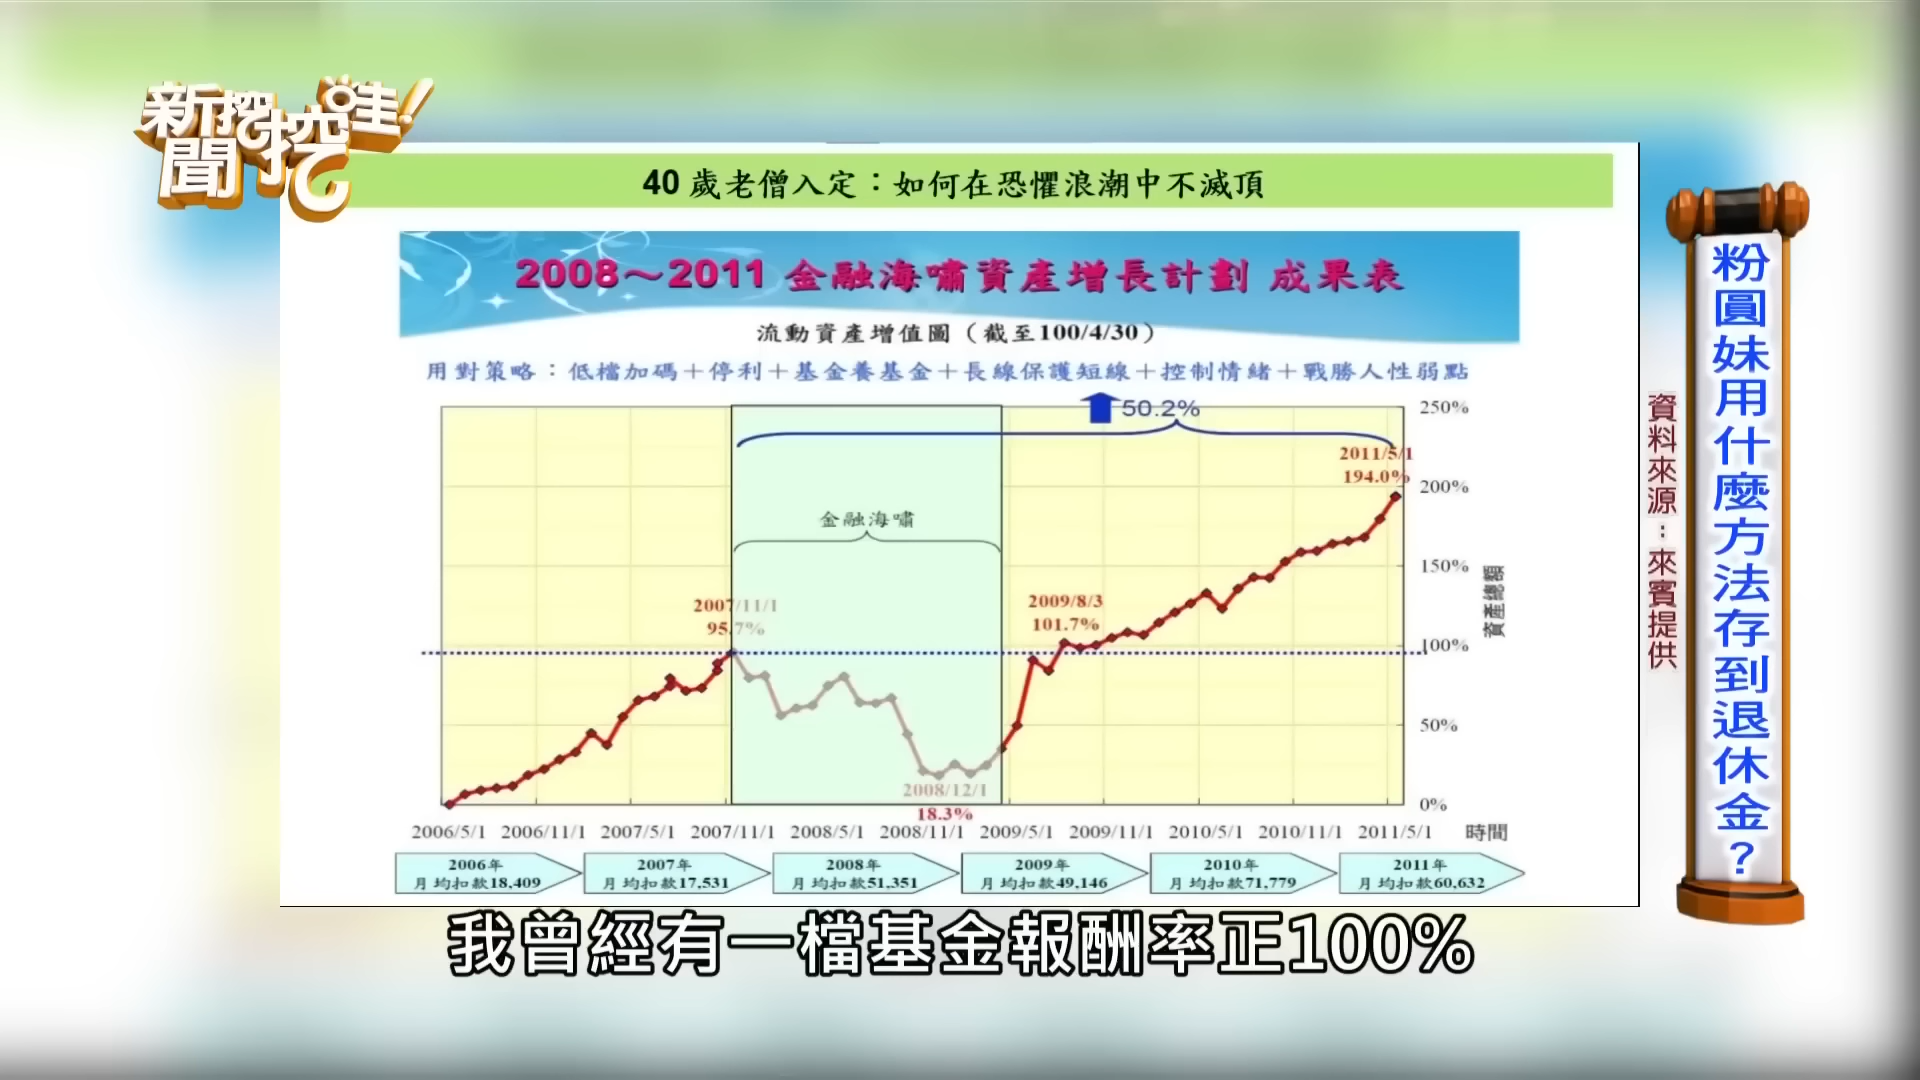 新聞挖挖哇!
40歲老僧入定：如何在恐懼浪潮中不滅頂
2008～2011 金融海嘯資產增長計劃 成果表
流動資產增值圖（截至100/4/30）
用對策略：低檔加碼＋停利＋基金養基金＋長線保護短線＋控制情緒＋戰勝人性弱點
50.2%
250%
2011/5/1
194.0%
200%
金融海嘯
150%
資產總額
2007/11/1
95.7%
2009/8/3
101.7%
100%
50%
2008/12/1
18.3%
0%
2006/5/1 2006/11/1 2007/5/1 2007/11/1 2008/5/1 2008/11/1 2009/5/1 2009/11/1 2010/5/1 2010/11/1 2011/5/1 時間
2006年
月均扣款18,409
2007年
月均扣款17,531
2008年
月均扣款51,351
2009年
月均扣款49,146
2010年
月均扣款71,779
2011年
月均扣款60,632
我曾經有一檔基金報酬率正100%
資料來源：來賓提供
粉圓妹用什麼方法存到退休金？